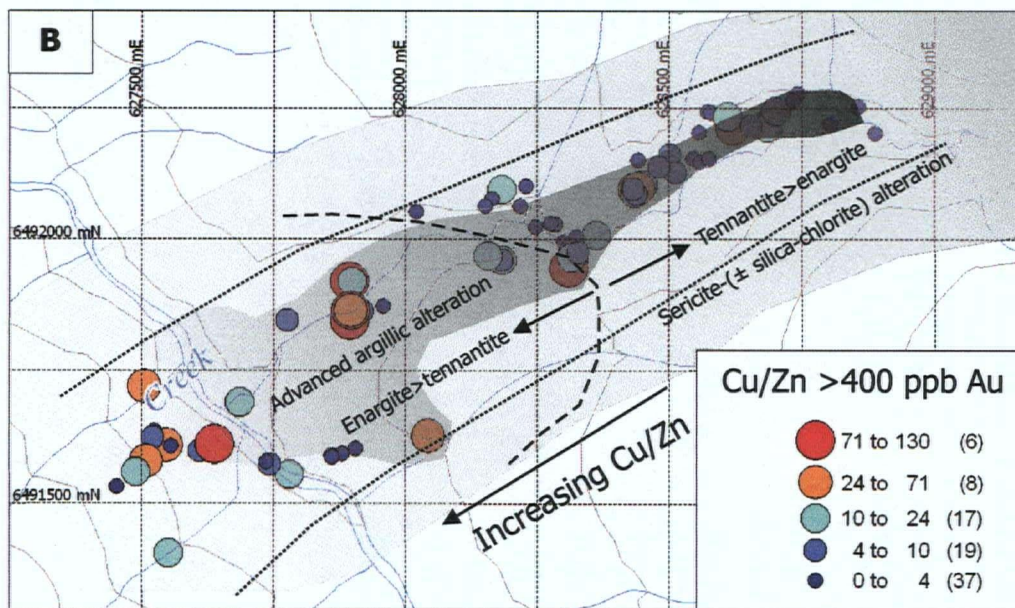 B
627500 mE
628000 mE
629000 mE
6492000 mN
6491500 mN
Creek
Advanced argillic alteration
Enargite>tennantite
Tennantite>enargite
Sericite-(± silica-chlorite) alteration
Increasing Cu/Zn
Cu/Zn >400 ppb Au
71 to 130 (6)
24 to 71 (8)
10 to 24 (17)
4 to 10 (19)
0 to 4 (37)